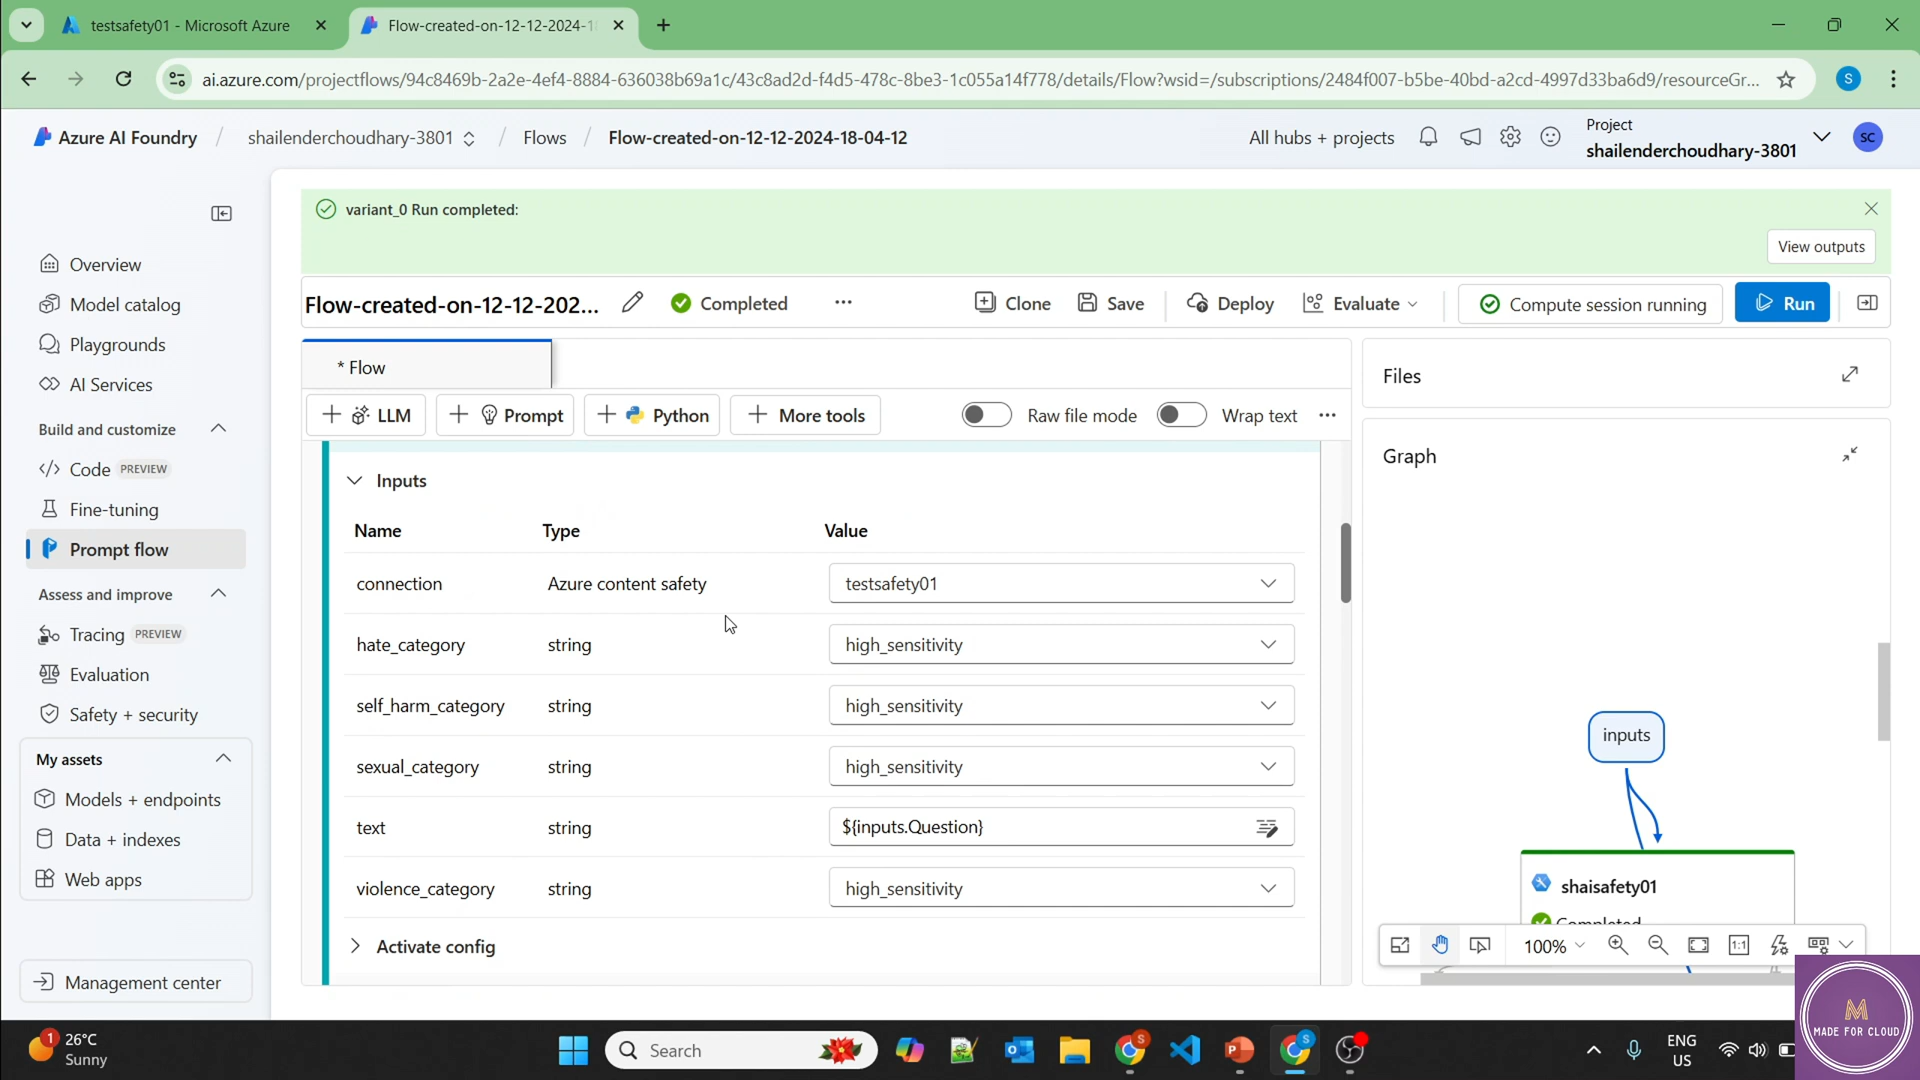 testsafety01 - Microsoft Azure
Flow-created-on-12-12-2024-1
ai.azure.com/projectflows/94c8469b-2a2e-4ef4-8884-636038b69a1c/43c8ad2d-f4d5-478c-8be3-1c055a14f778/details/Flow?wsid=/subscriptions/2484f007-b5be-40bd-a2cd-4997d33ba6d9/resourceGr...
S
Azure AI Foundry / shailenderchoudhary-3801 / Flows / Flow-created-on-12-12-2024-18-04-12
All hubs + projects
Project
shailenderchoudhary-3801
SC
variant_0 Run completed:
View outputs
Overview
Model catalog
Playgrounds
AI Services
Build and customize
Code PREVIEW
Fine-tuning
Prompt flow
Assess and improve
Tracing PREVIEW
Evaluation
Safety + security
My assets
Models + endpoints
Data + indexes
Web apps
Management center
Flow-created-on-12-12-202...
Completed
...
Clone
Save
Deploy
Evaluate
Compute session running
Run
* Flow
+ LLM
+ Prompt
+ Python
+ More tools
Raw file mode
Wrap text
...
Inputs
Name Type Value
connection Azure content safety testsafety01
hate_category string high_sensitivity
self_harm_category string high_sensitivity
sexual_category string high_sensitivity
text string ${inputs.Question}
violence_category string high_sensitivity
Activate config
Files
Graph
inputs
shaisafety01
Completed
100%
1:1
1
26°C
Sunny
Search
S
S
ENG
US
M
MADE FOR CLOUD